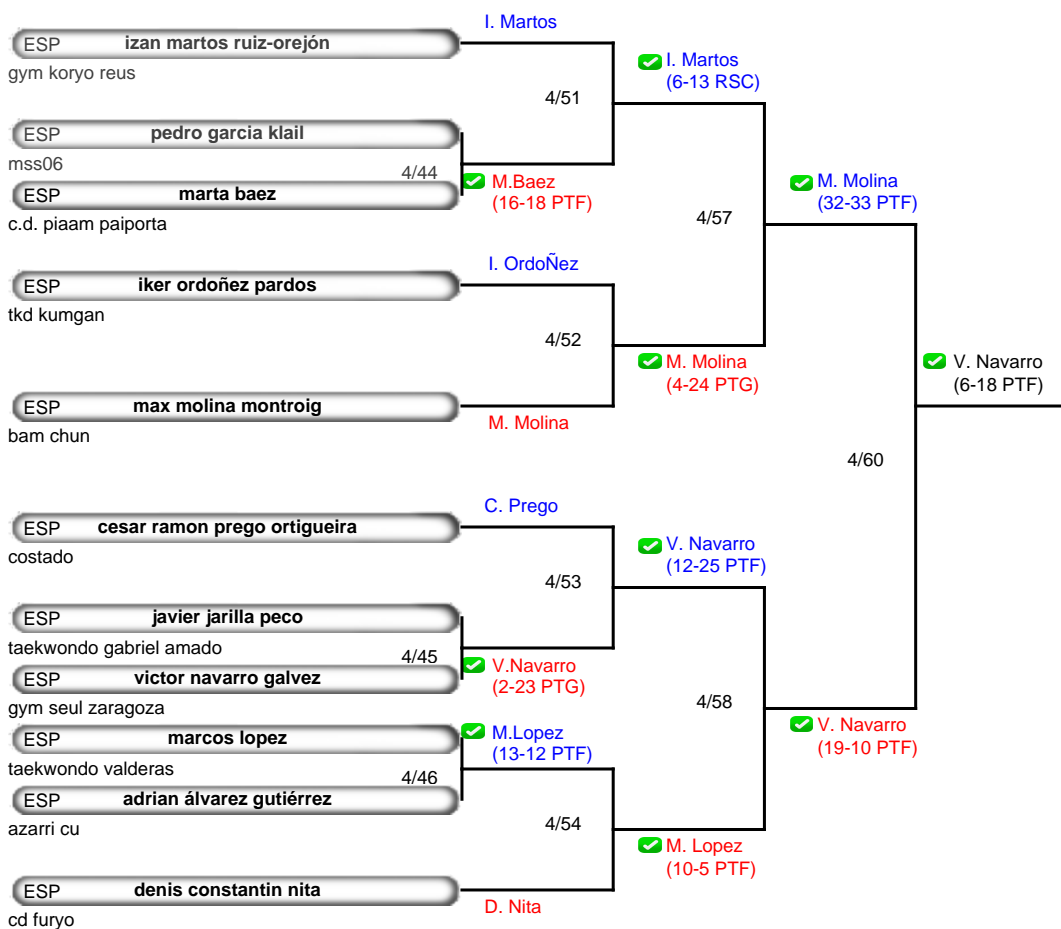 I. Martos
ESP izan martos ruiz-orejón
gym koryo reus
I. Martos
(6-13 RSC)
4/51
ESP pedro garcia klail
mss06
4/44
M.Baez
(16-18 PTF)
ESP marta baez
c.d. piaam paiporta
M. Molina
(32-33 PTF)
4/57
I. OrdoÑez
ESP iker ordoñez pardos
tkd kumgan
4/52
M. Molina
(4-24 PTG)
ESP max molina montroig
bam chun
M. Molina
V. Navarro
(6-18 PTF)
4/60
C. Prego
ESP cesar ramon prego ortigueira
costado
V. Navarro
(12-25 PTF)
4/53
ESP javier jarilla peco
taekwondo gabriel amado
4/45
V.Navarro
(2-23 PTG)
ESP victor navarro galvez
gym seul zaragoza
4/58
V. Navarro
(19-10 PTF)
ESP marcos lopez
taekwondo valderas
M.Lopez
(13-12 PTF)
4/46
ESP adrian álvarez gutiérrez
azarri cu
4/54
M. Lopez
(10-5 PTF)
ESP denis constantin nita
cd furyo
D. Nita